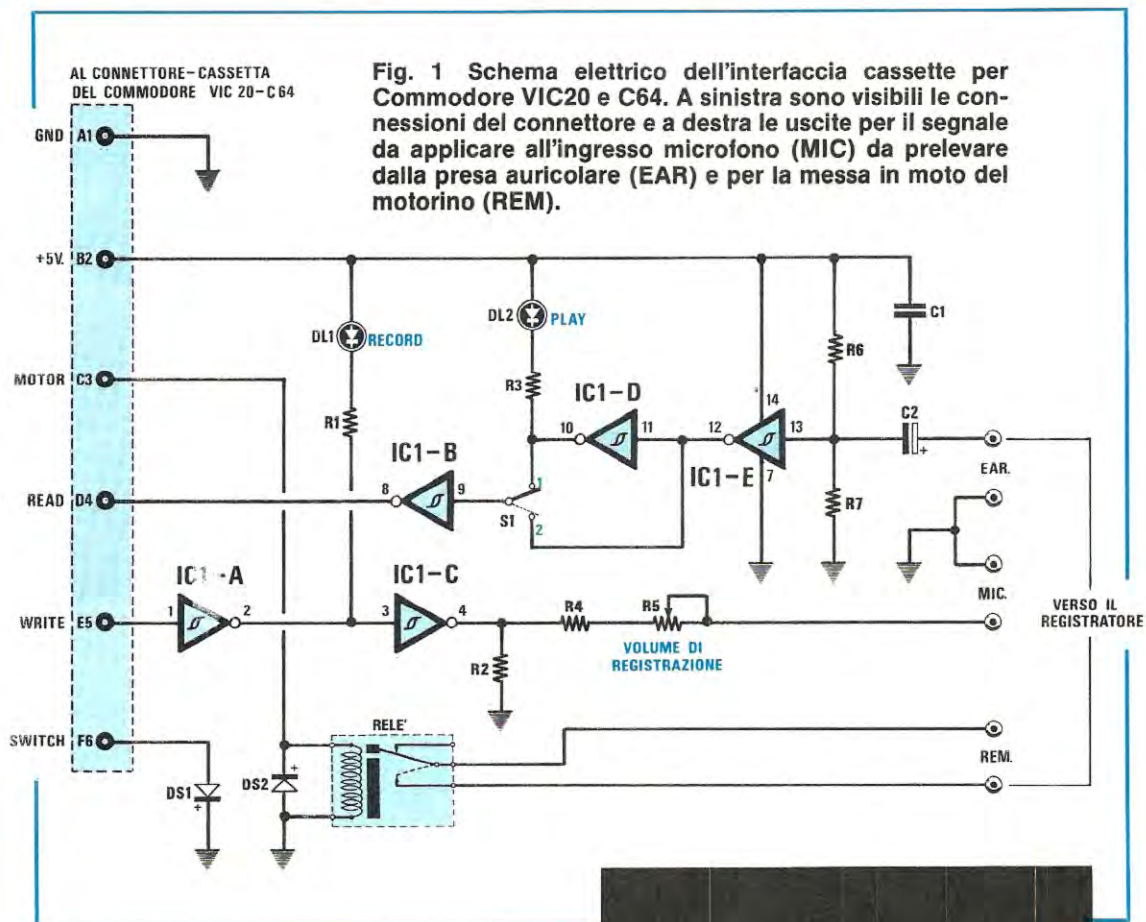 AL CONNETTORE-CASSETTA
DEL COMMODORE VIC 20-C64
Fig. 1 Schema elettrico dell'interfaccia cassette per
Commodore VIC20 e C64. A sinistra sono visibili le con-
nessioni del connettore e a destra le uscite per il segnale
da applicare all'ingresso microfono (MIC) da prelevare
dalla presa auricolare (EAR) e per la messa in moto del
motorino (REM).
GND A1
+5V. B2
DL1 RECORD
DL2 PLAY
C1
R6
MOTOR C3
R1
R3
IC1-D
10 11
14
12 13
IC1-E
7
C2
+
EAR.
IC1-B
READ D4
8 9
1
S1
2
R7
IC1-A
IC1-C
MIC.
WRITE E5
1 2
3 4
R4
R5
VOLUME DI
REGISTRAZIONE
R2
VERSO IL
REGISTRATORE
SWITCH F6
RELE'
REM.
DS1
+
DS2
+